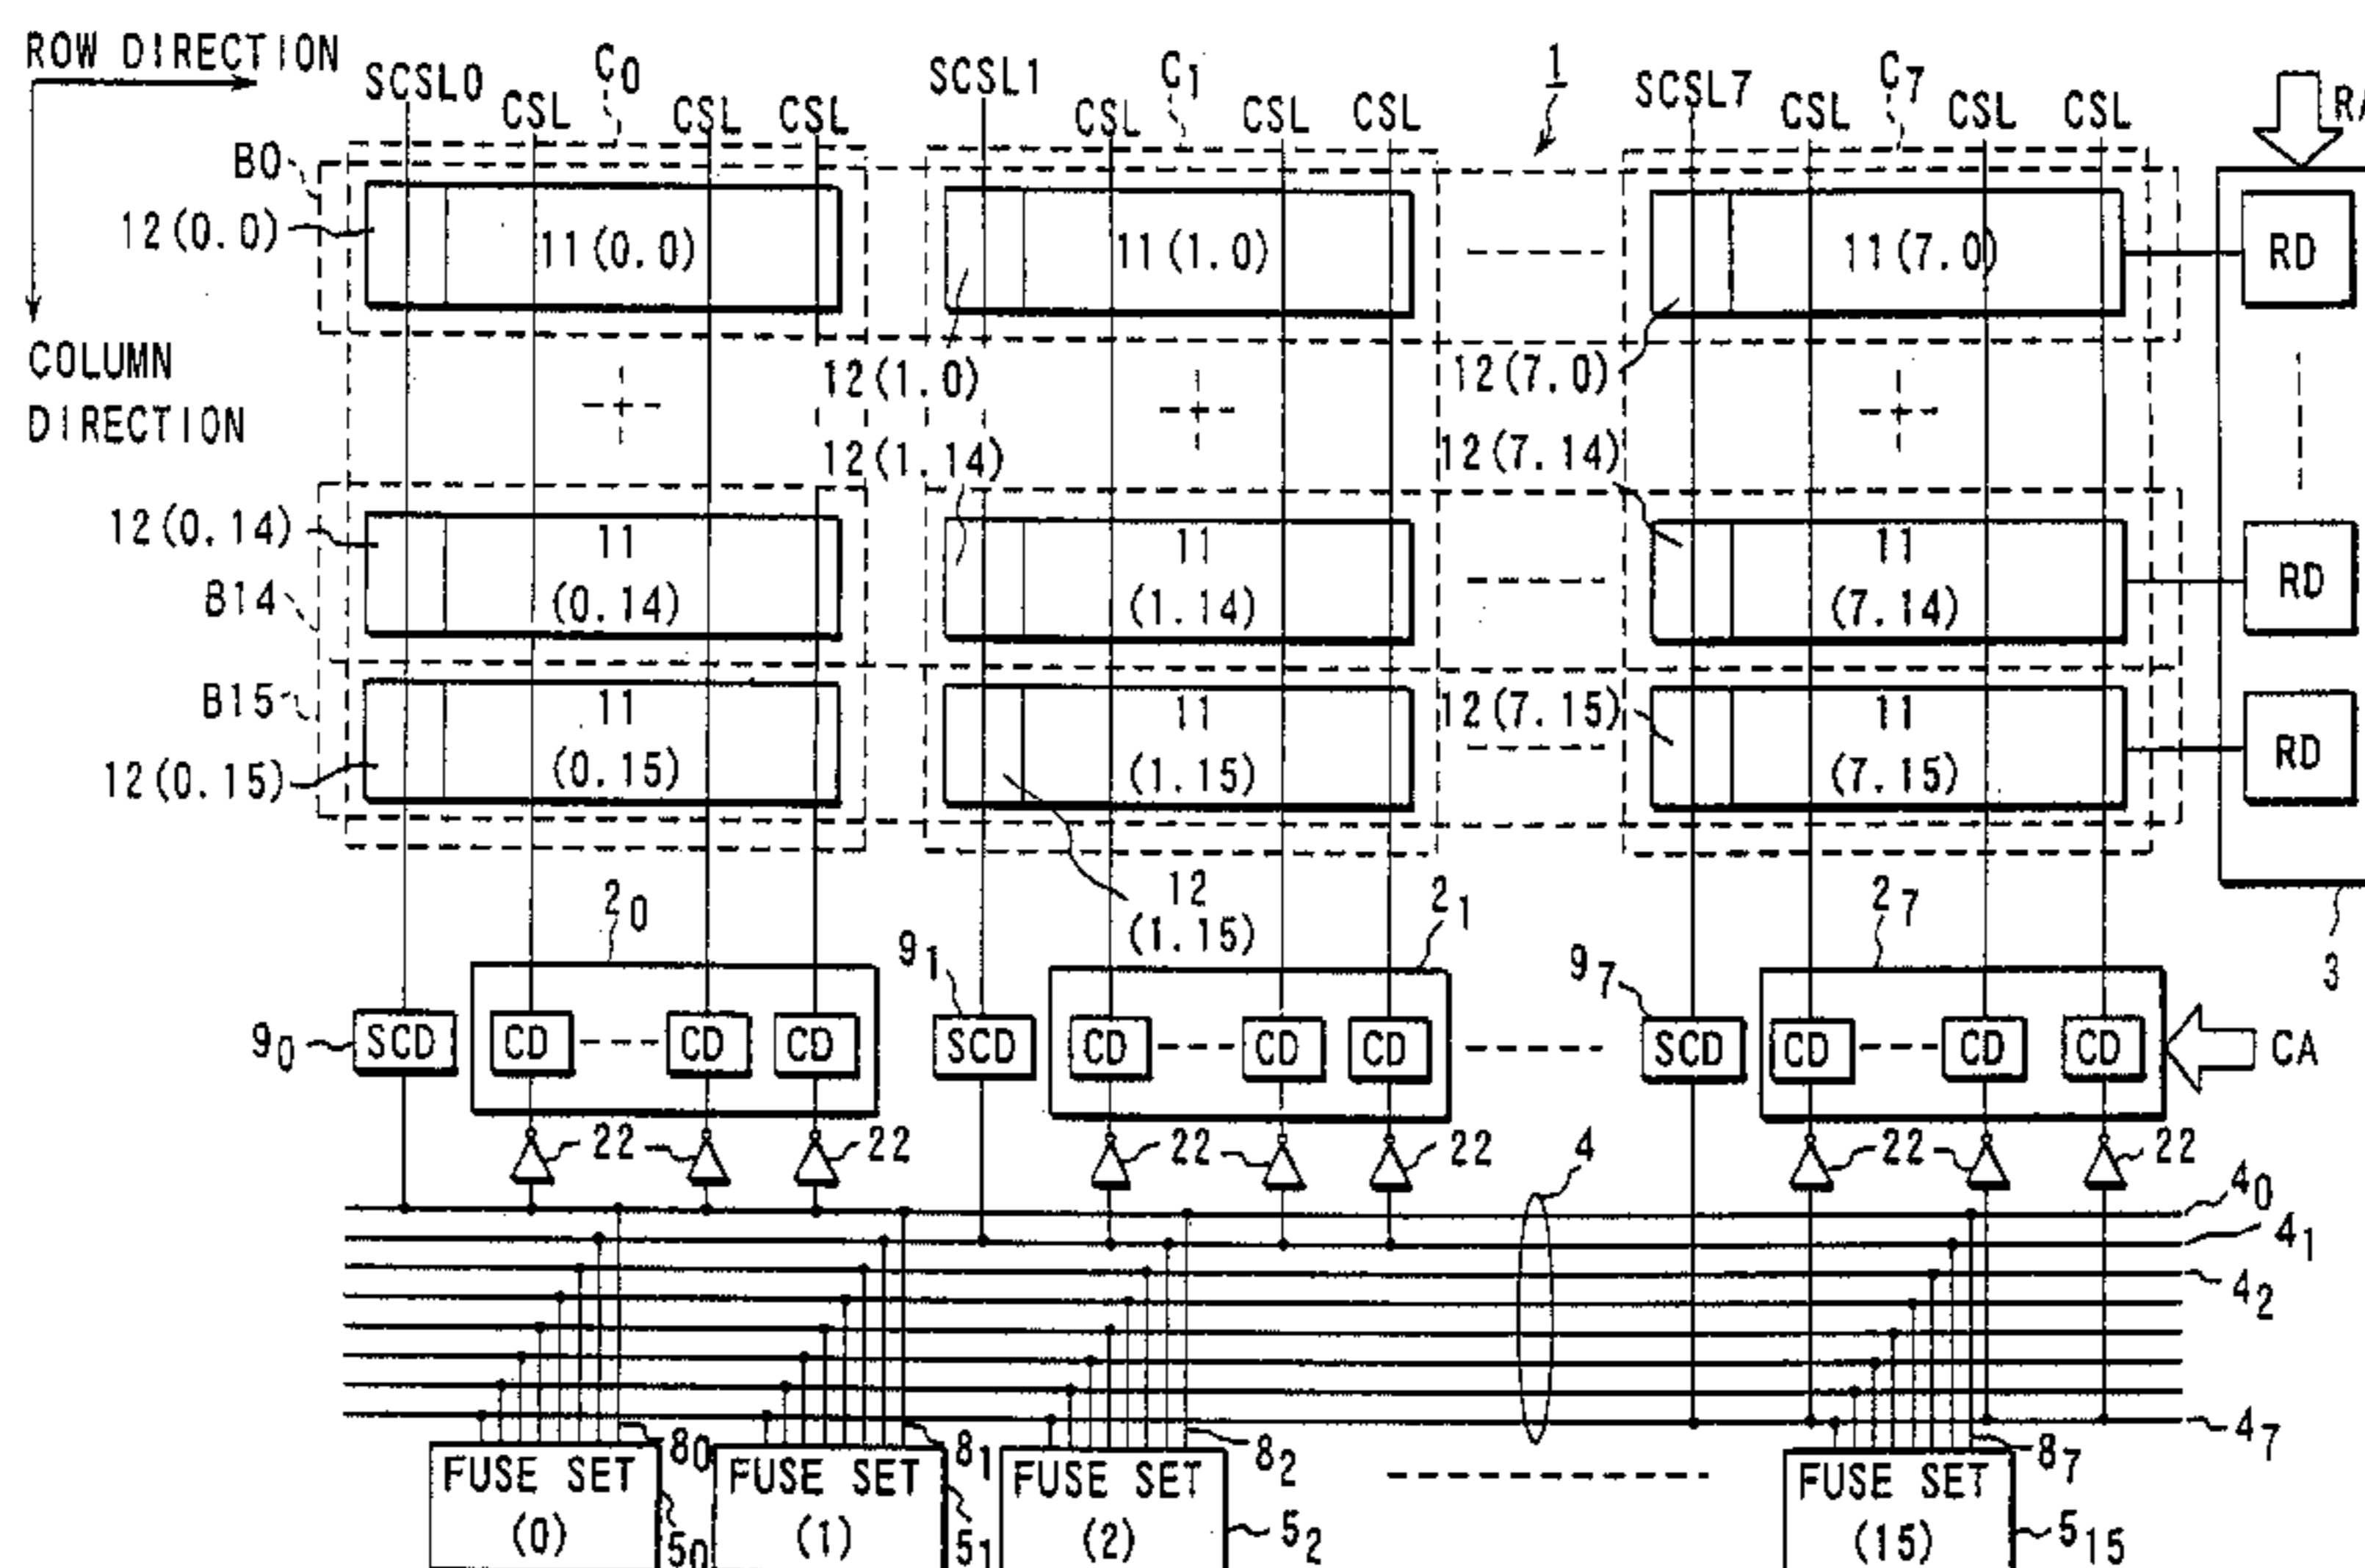 ROW DIRECTION
SCSL0 CSL C0 CSL CSL SCSL1 CSL C1 CSL CSL 1 SCSL7 CSL C7 CSL CSL
B0
12(0.0) 11(0.0) 11(1.0) 11(7.0) RD
COLUMN
DIRECTION
12(1.0) 12(7.0)
12(1.14) 12(7.14)
12(0.14) 11
(0.14) 11
(1.14) 11
(7.14) RD
B14
B15 11
(0.15) 11
(1.15) 12(7.15) 11
(7.15) RD
12(0.15)
20 12
(1.15) 21 27 3
90 SCD CD CD CD 91 SCD CD CD CD 97 SCD CD CD CD CA
22 22 22 22 4 22 22
40
41
42
47
80 81 82 87
FUSE SET
(0) 50
FUSE SET
(1) 51
FUSE SET
(2) 52
FUSE SET
(15) 515